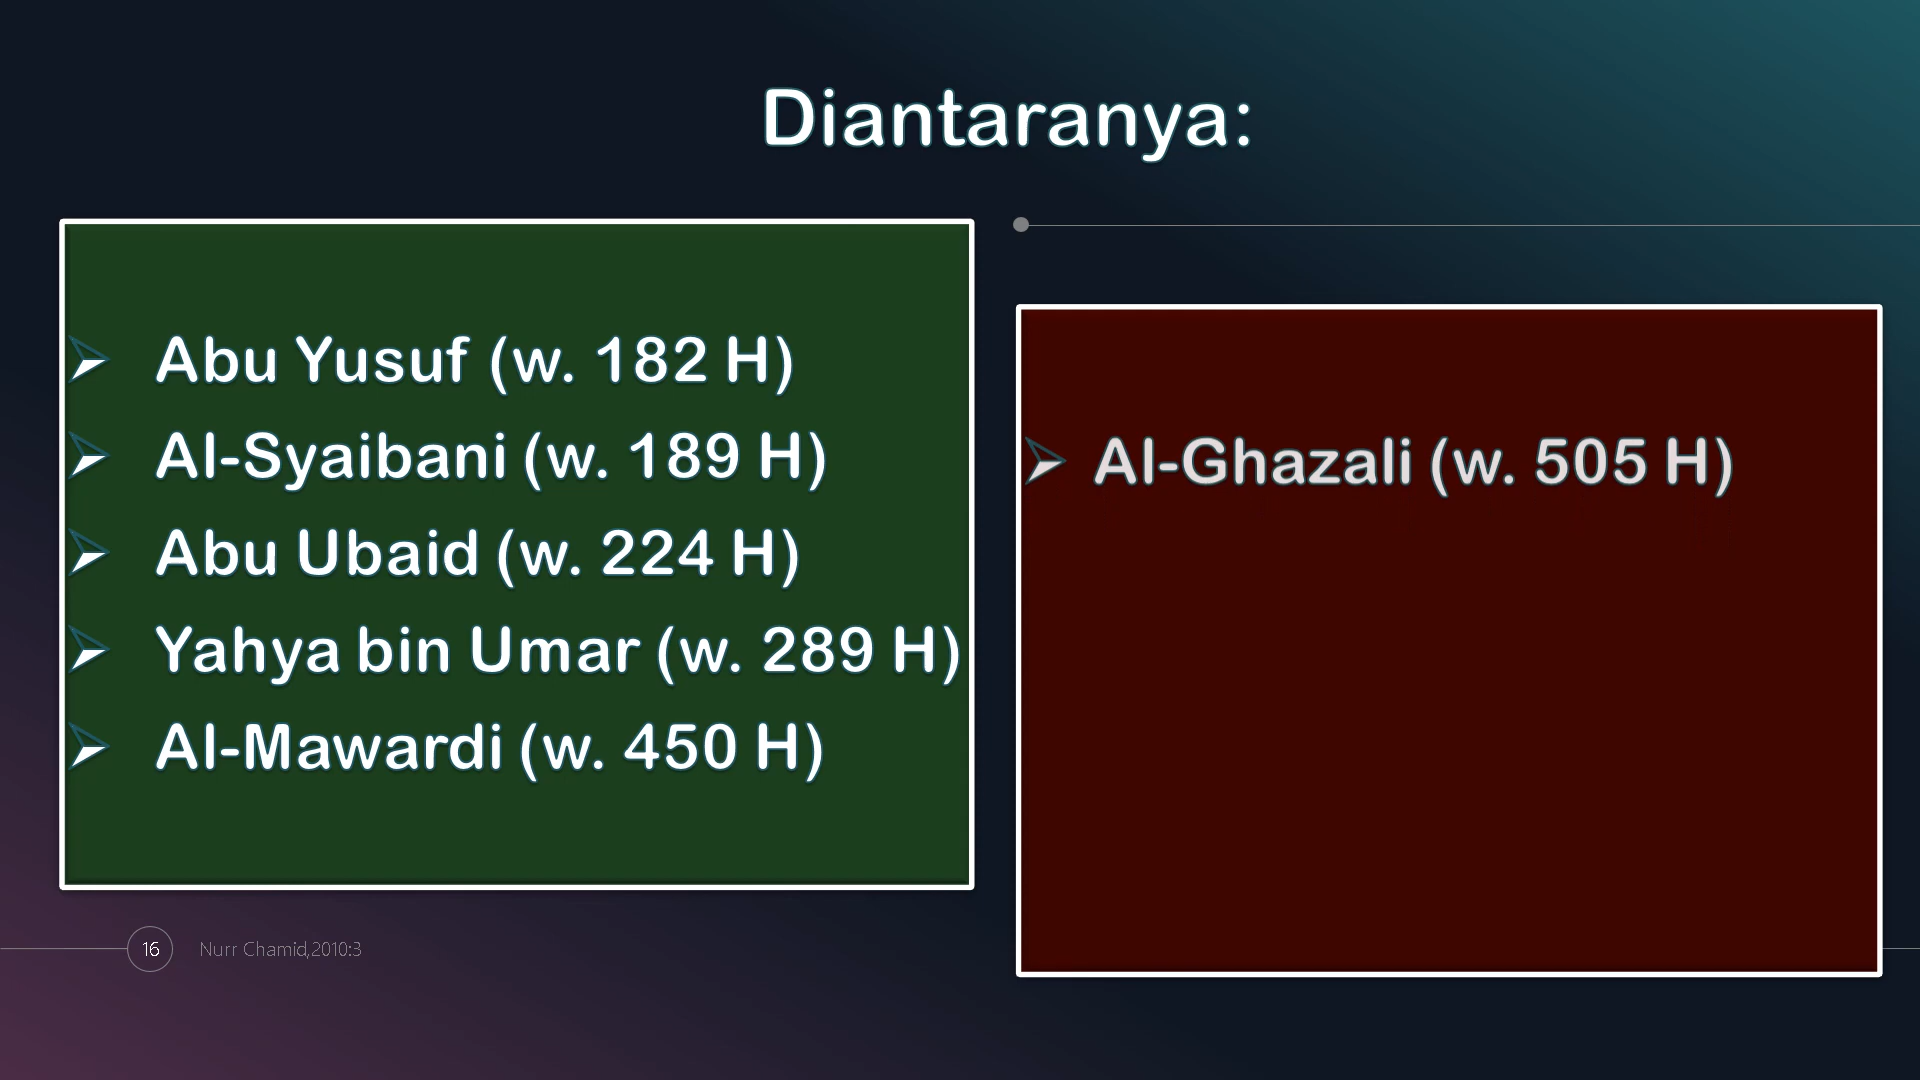 Diantaranya:
Abu Yusuf (w. 182 H)
Al-Syaibani (w. 189 H)
Abu Ubaid (w. 224 H)
Yahya bin Umar (w. 289 H)
Al-Mawardi (w. 450 H)
Al-Ghazali (w. 505 H)
16 Nurr Chamid,2010:3